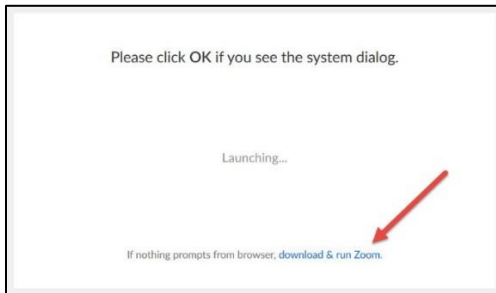 Please click OK if you see the system dialog.
Launching...
If nothing prompts from browser, download & run Zoom.